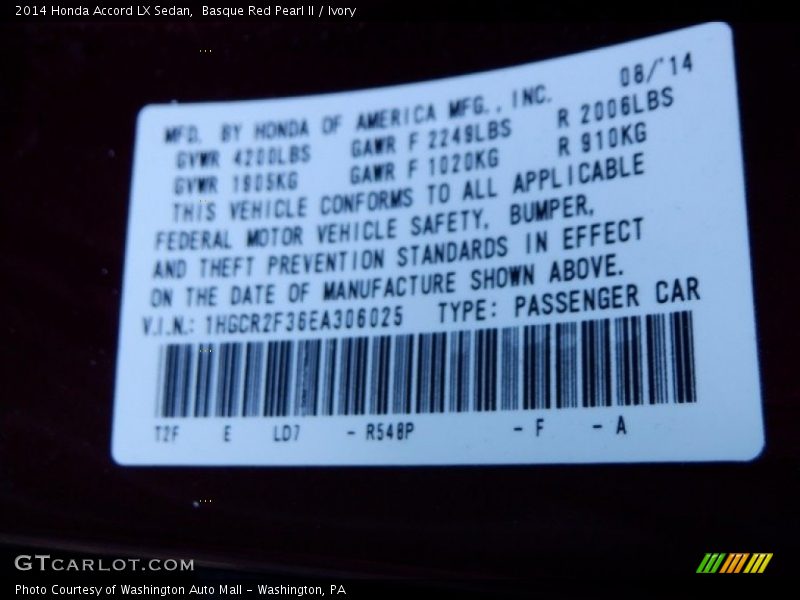 2014 Honda Accord LX Sedan,  Basque Red Pearl II / Ivory
08/'14
MFD. BY HONDA OF AMERICA MFG., INC.
GVWR 4200LBS GAWR F 2249LBS R 2006LBS
GVWR 1905KG GAWR F 1020KG R 910KG
THIS VEHICLE CONFORMS TO ALL APPLICABLE
FEDERAL MOTOR VEHICLE SAFETY, BUMPER,
AND THEFT PREVENTION STANDARDS IN EFFECT
ON THE DATE OF MANUFACTURE SHOWN ABOVE.
V.I.N.: 1HGCR2F36EA306025 TYPE: PASSENGER CAR
T2F E LD7 - R548P - F - A
GTCARLOT.COM
Photo Courtesy of Washington Auto Mall - Washington, PA